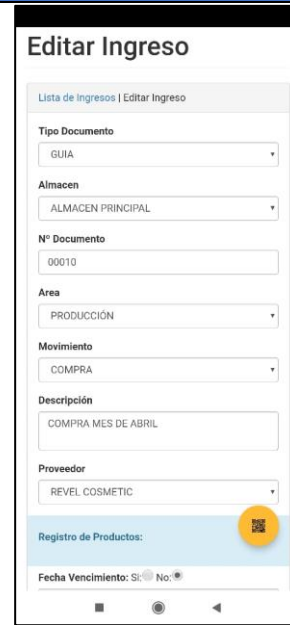 Editar Ingreso
Lista de Ingresos | Editar Ingreso
Tipo Documento
GUIA
Almacen
ALMACEN PRINCIPAL
Nº Documento
00010
Area
PRODUCCIÓN
Movimiento
COMPRA
Descripción
COMPRA MES DE ABRIL
Proveedor
REVEL COSMETIC
Registro de Productos:
Fecha Vencimiento: Si: No: